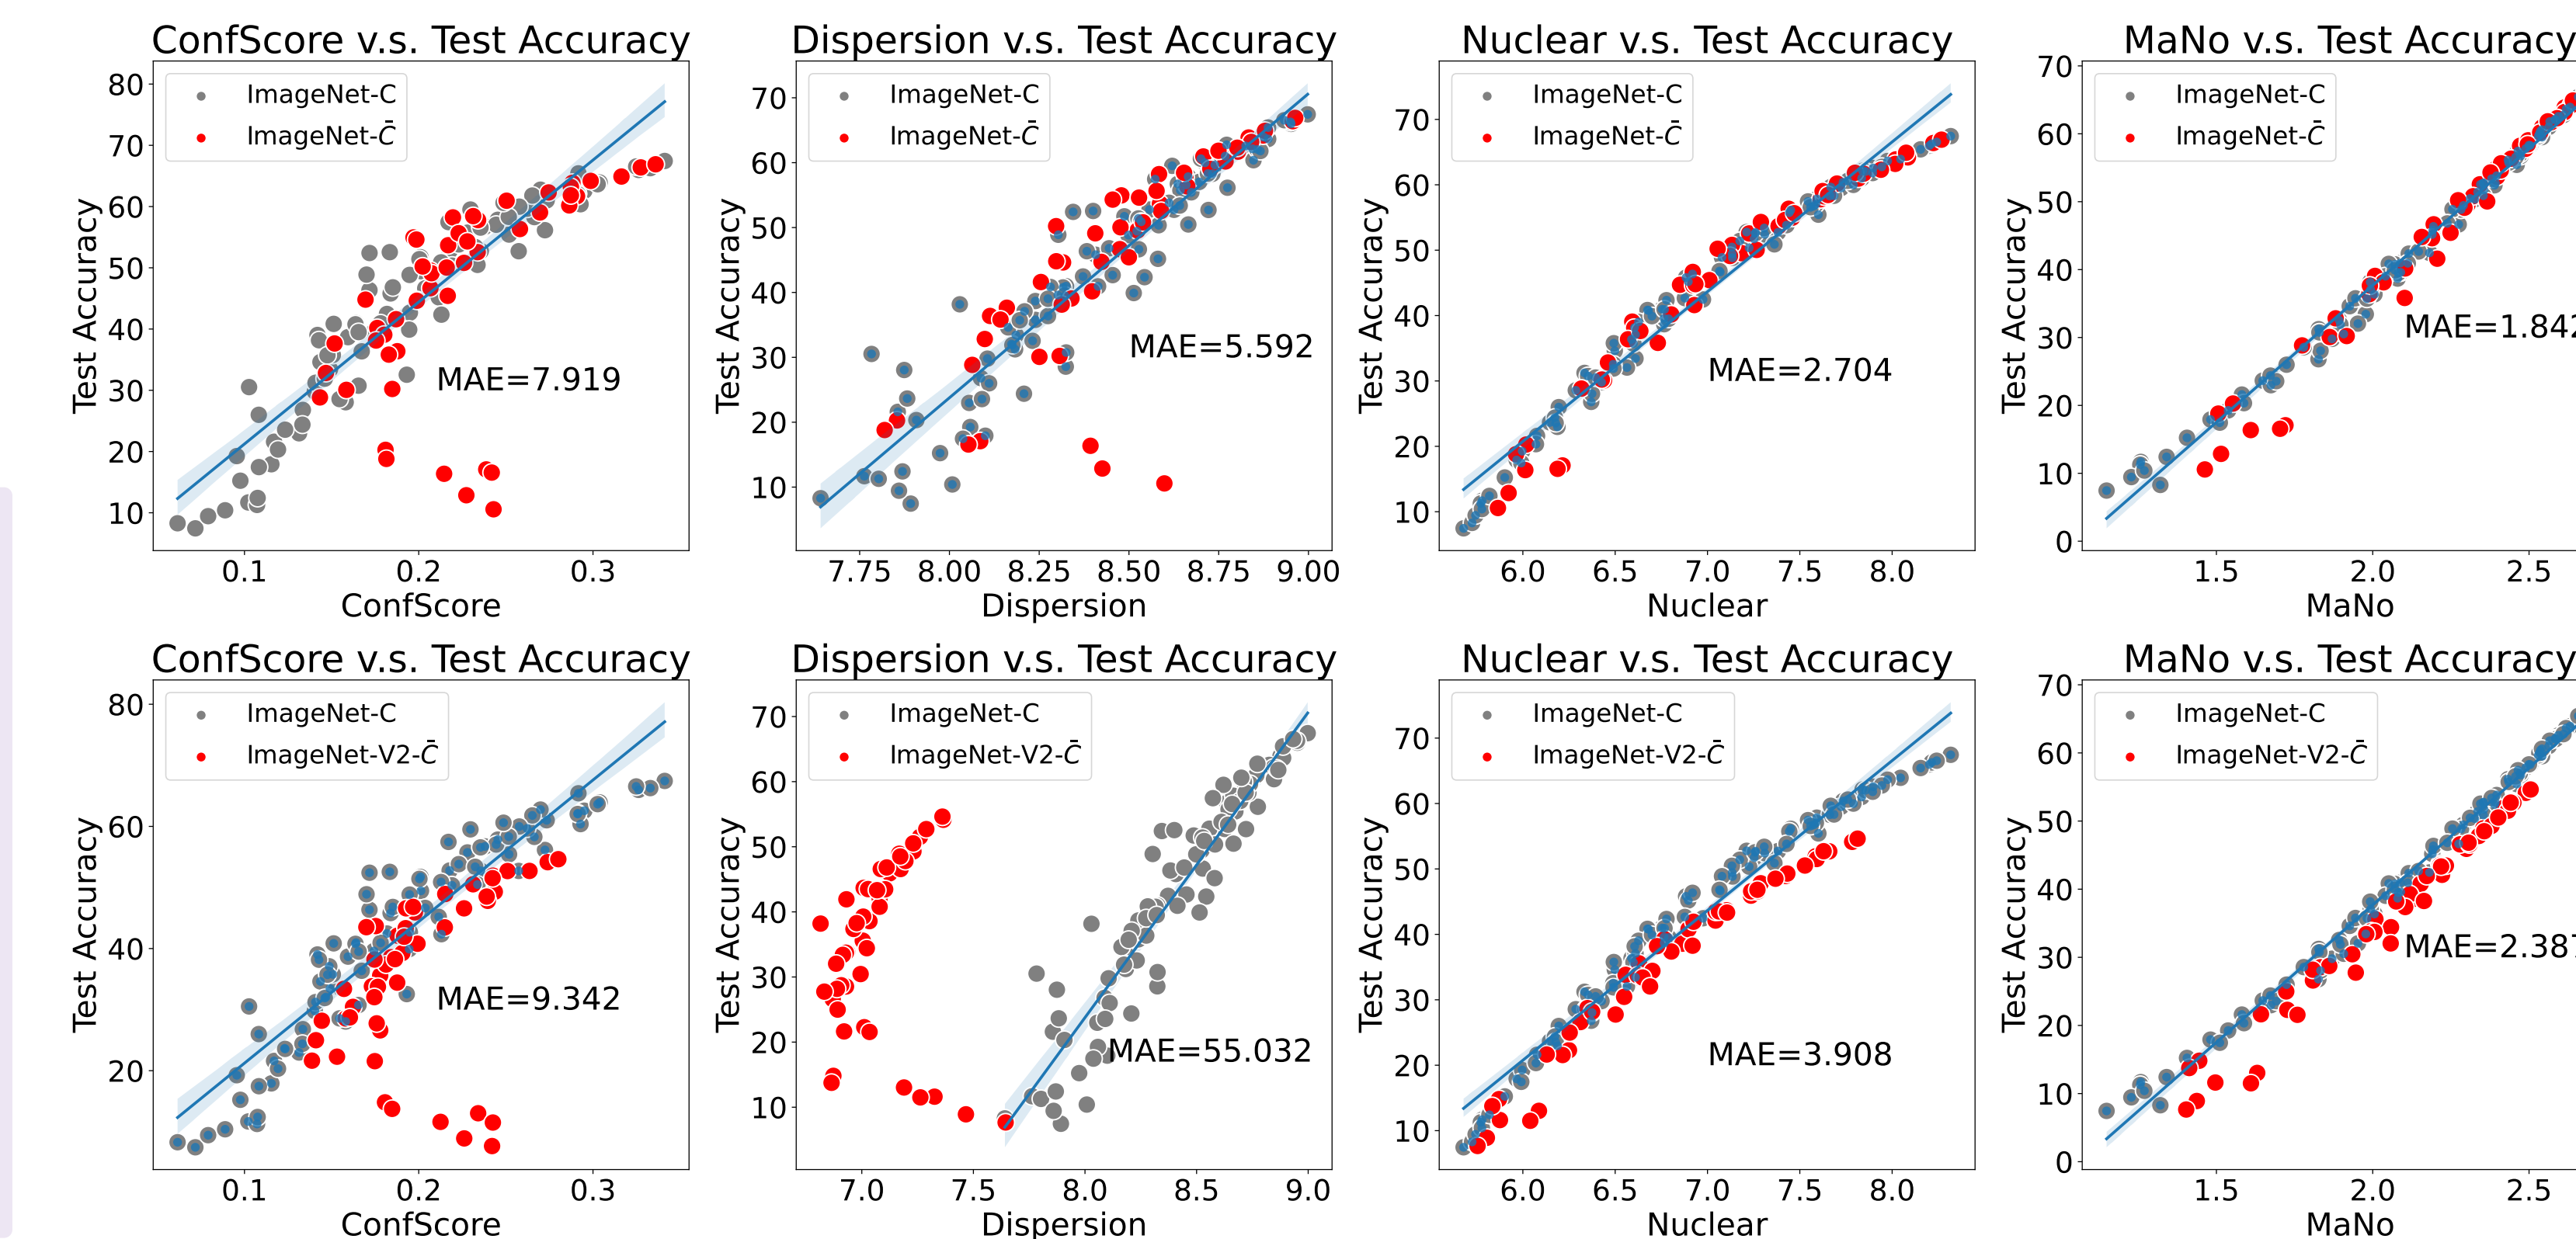 ConfScore v.s. Test Accuracy
ImageNet-C
ImageNet-C̄
MAE=7.919
Test Accuracy
80
70
60
50
40
30
20
10
0.1 0.2 0.3
ConfScore
Dispersion v.s. Test Accuracy
ImageNet-C
ImageNet-C̄
MAE=5.592
Test Accuracy
70
60
50
40
30
20
10
7.75 8.00 8.25 8.50 8.75 9.00
Dispersion
Nuclear v.s. Test Accuracy
ImageNet-C
ImageNet-C̄
MAE=2.704
Test Accuracy
70
60
50
40
30
20
10
6.0 6.5 7.0 7.5 8.0
Nuclear
MaNo v.s. Test Accuracy
ImageNet-C
ImageNet-C̄
MAE=1.842
Test Accuracy
70
60
50
40
30
20
10
0
1.5 2.0 2.5
MaNo
ConfScore v.s. Test Accuracy
ImageNet-C
ImageNet-V2-C̄
MAE=9.342
Test Accuracy
80
60
40
20
0.1 0.2 0.3
ConfScore
Dispersion v.s. Test Accuracy
ImageNet-C
ImageNet-V2-C̄
MAE=55.032
Test Accuracy
70
60
50
40
30
20
10
7.0 7.5 8.0 8.5 9.0
Dispersion
Nuclear v.s. Test Accuracy
ImageNet-C
ImageNet-V2-C̄
MAE=3.908
Test Accuracy
70
60
50
40
30
20
10
6.0 6.5 7.0 7.5 8.0
Nuclear
MaNo v.s. Test Accuracy
ImageNet-C
ImageNet-V2-C̄
MAE=2.387
Test Accuracy
70
60
50
40
30
20
10
0
1.5 2.0 2.5
MaNo